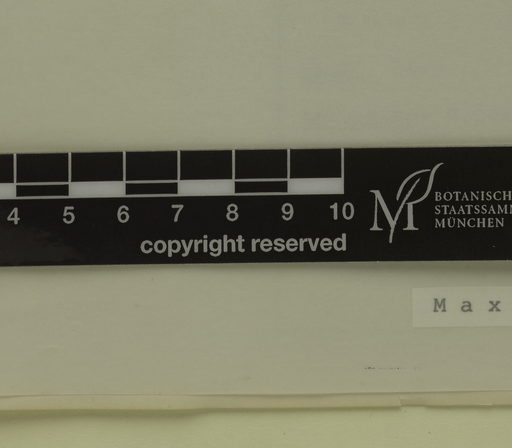 4 5 6 7 8 9 10
copyright reserved
M
BOTANISCH
STAATSSAM
MÜNCHEN
Max